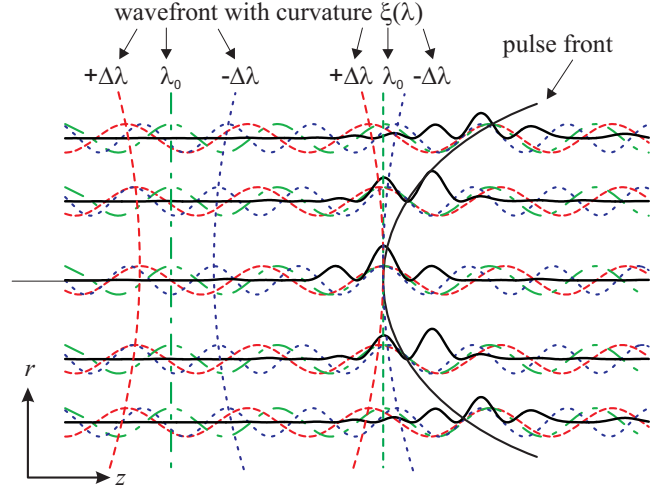 wavefront with curvature ξ(λ)
pulse front
+Δλ λ₀ -Δλ +Δλ λ₀ -Δλ
r
z